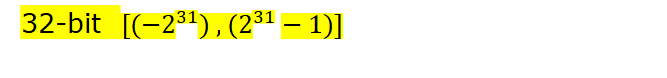 32-bit [(−2³¹) , (2³¹ − 1)]